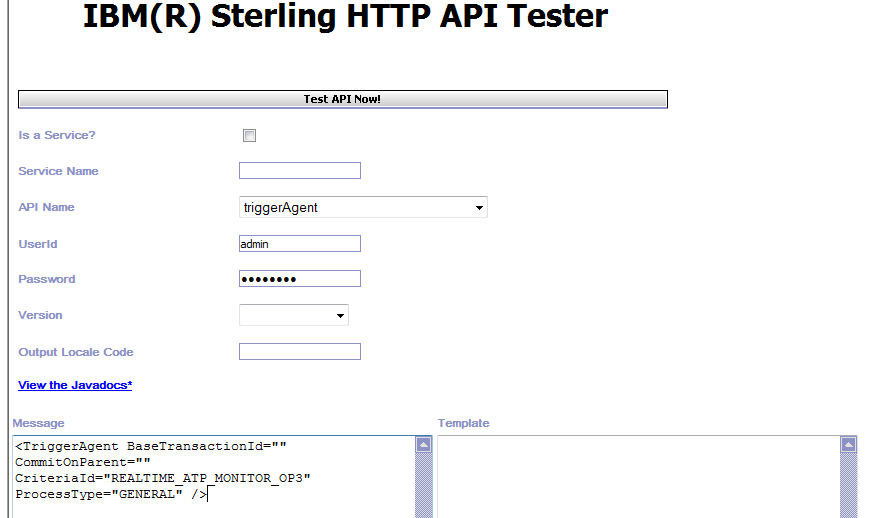 IBM(R) Sterling HTTP API Tester
Test API Now!
Is a Service?
Service Name
API Name triggerAgent
UserId admin
Password ••••••••
Version
Output Locale Code
View the Javadocs*
Message Template
<TriggerAgent BaseTransactionId=""
CommitOnParent=""
CriteriaId="REALTIME_ATP_MONITOR_OP3"
ProcessType="GENERAL" />